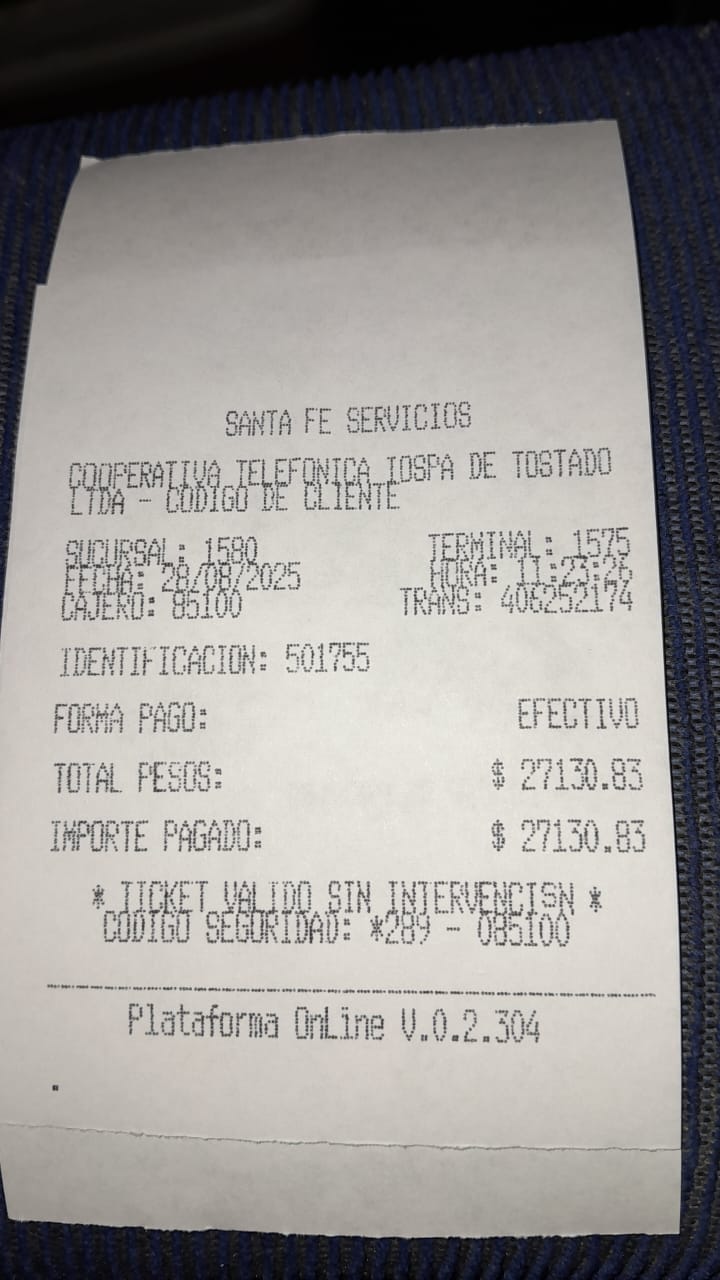 SANTA FE SERVICIOS
COOPERATIVA TELEFONICA IOSPA DE TOSTADO
LTDA - CODIGO DE CLIENTE
SUCURSAL: 1580 TERMINAL: 1575
FECHA: 28/08/2025 HORA: 11:23:26
CAJERO: 85100 TRANS: 406252174
IDENTIFICACION: 501755
FORMA PAGO: EFECTIVO
TOTAL PESOS: $ 27130.83
IMPORTE PAGADO: $ 27130.83
* TICKET VALIDO SIN INTERVENCISN *
CODIGO SEGURIDAD: *289 - 085100
Plataforma OnLine V.0.2.304